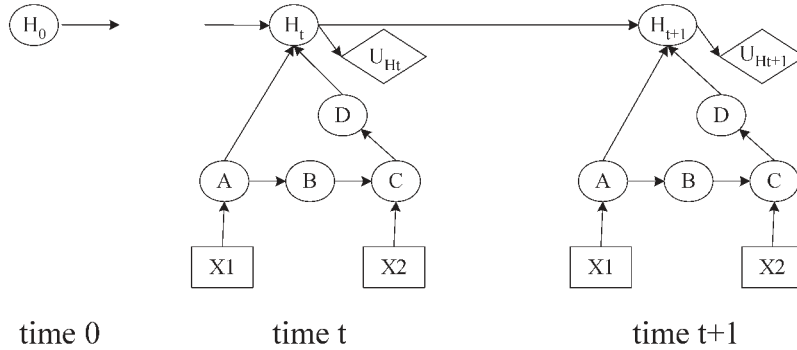 H0 Ht Ht+1
UHt UHt+1
D D
A B C A B C
X1 X2 X1 X2
time 0 time t time t+1